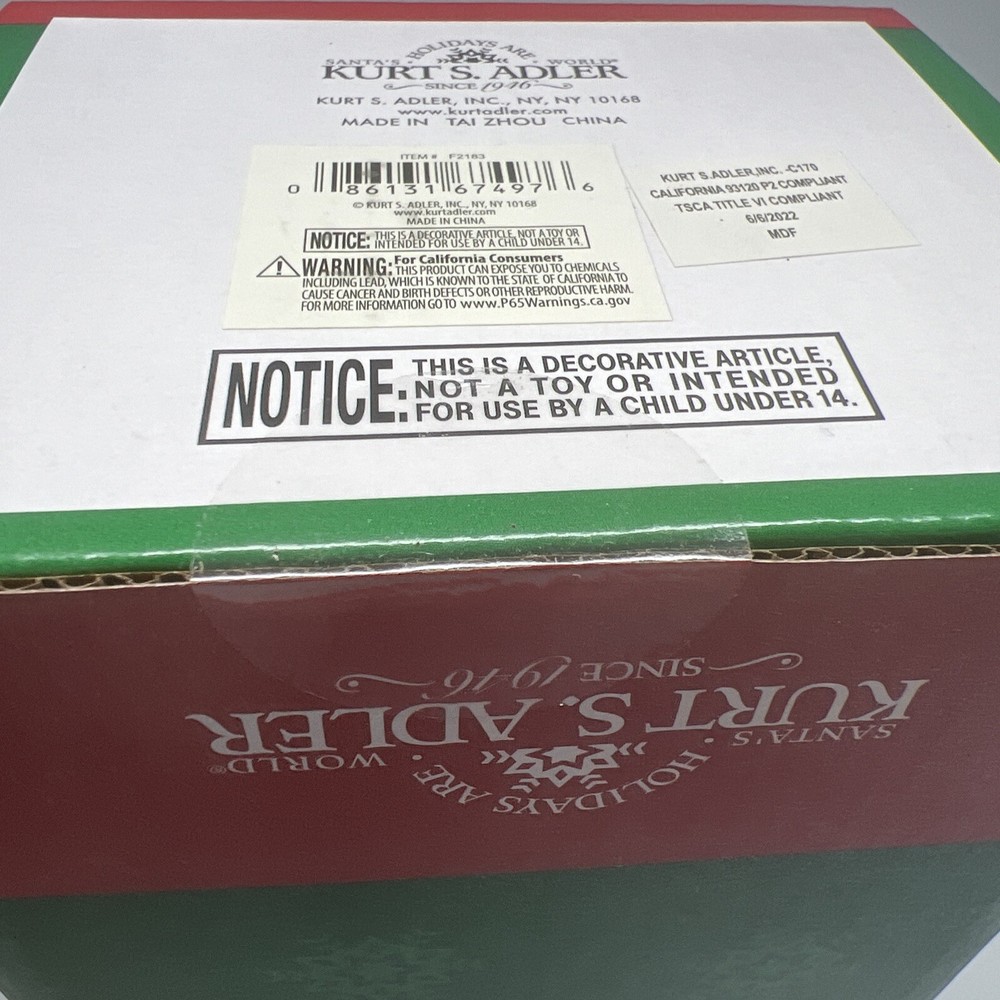 HOLIDAYS ARE
SANTA'S • WORLD®
KURT S. ADLER
SINCE 1946
KURT S. ADLER, INC., NY, NY 10168
www.kurtadler.com
MADE IN TAI ZHOU CHINA
ITEM # F2183
0 86131 67497 6
© KURT S. ADLER, INC., NY, NY 10168
www.kurtadler.com
MADE IN CHINA
NOTICE: THIS IS A DECORATIVE ARTICLE, NOT A TOY OR
INTENDED FOR USE BY A CHILD UNDER 14.
WARNING: For California Consumers
THIS PRODUCT CAN EXPOSE YOU TO CHEMICALS
INCLUDING LEAD, WHICH IS KNOWN TO THE STATE OF CALIFORNIA TO
CAUSE CANCER AND BIRTH DEFECTS OR OTHER REPRODUCTIVE HARM.
FOR MORE INFORMATION GO TO www.P65Warnings.ca.gov
KURT S.ADLER,INC. -C170
CALIFORNIA 93120 P2 COMPLIANT
TSCA TITLE VI COMPLIANT
6/6/2022
MDF
NOTICE: THIS IS A DECORATIVE ARTICLE,
NOT A TOY OR INTENDED
FOR USE BY A CHILD UNDER 14.
HOLIDAYS ARE
SANTA'S • WORLD®
KURT S. ADLER
SINCE 1946